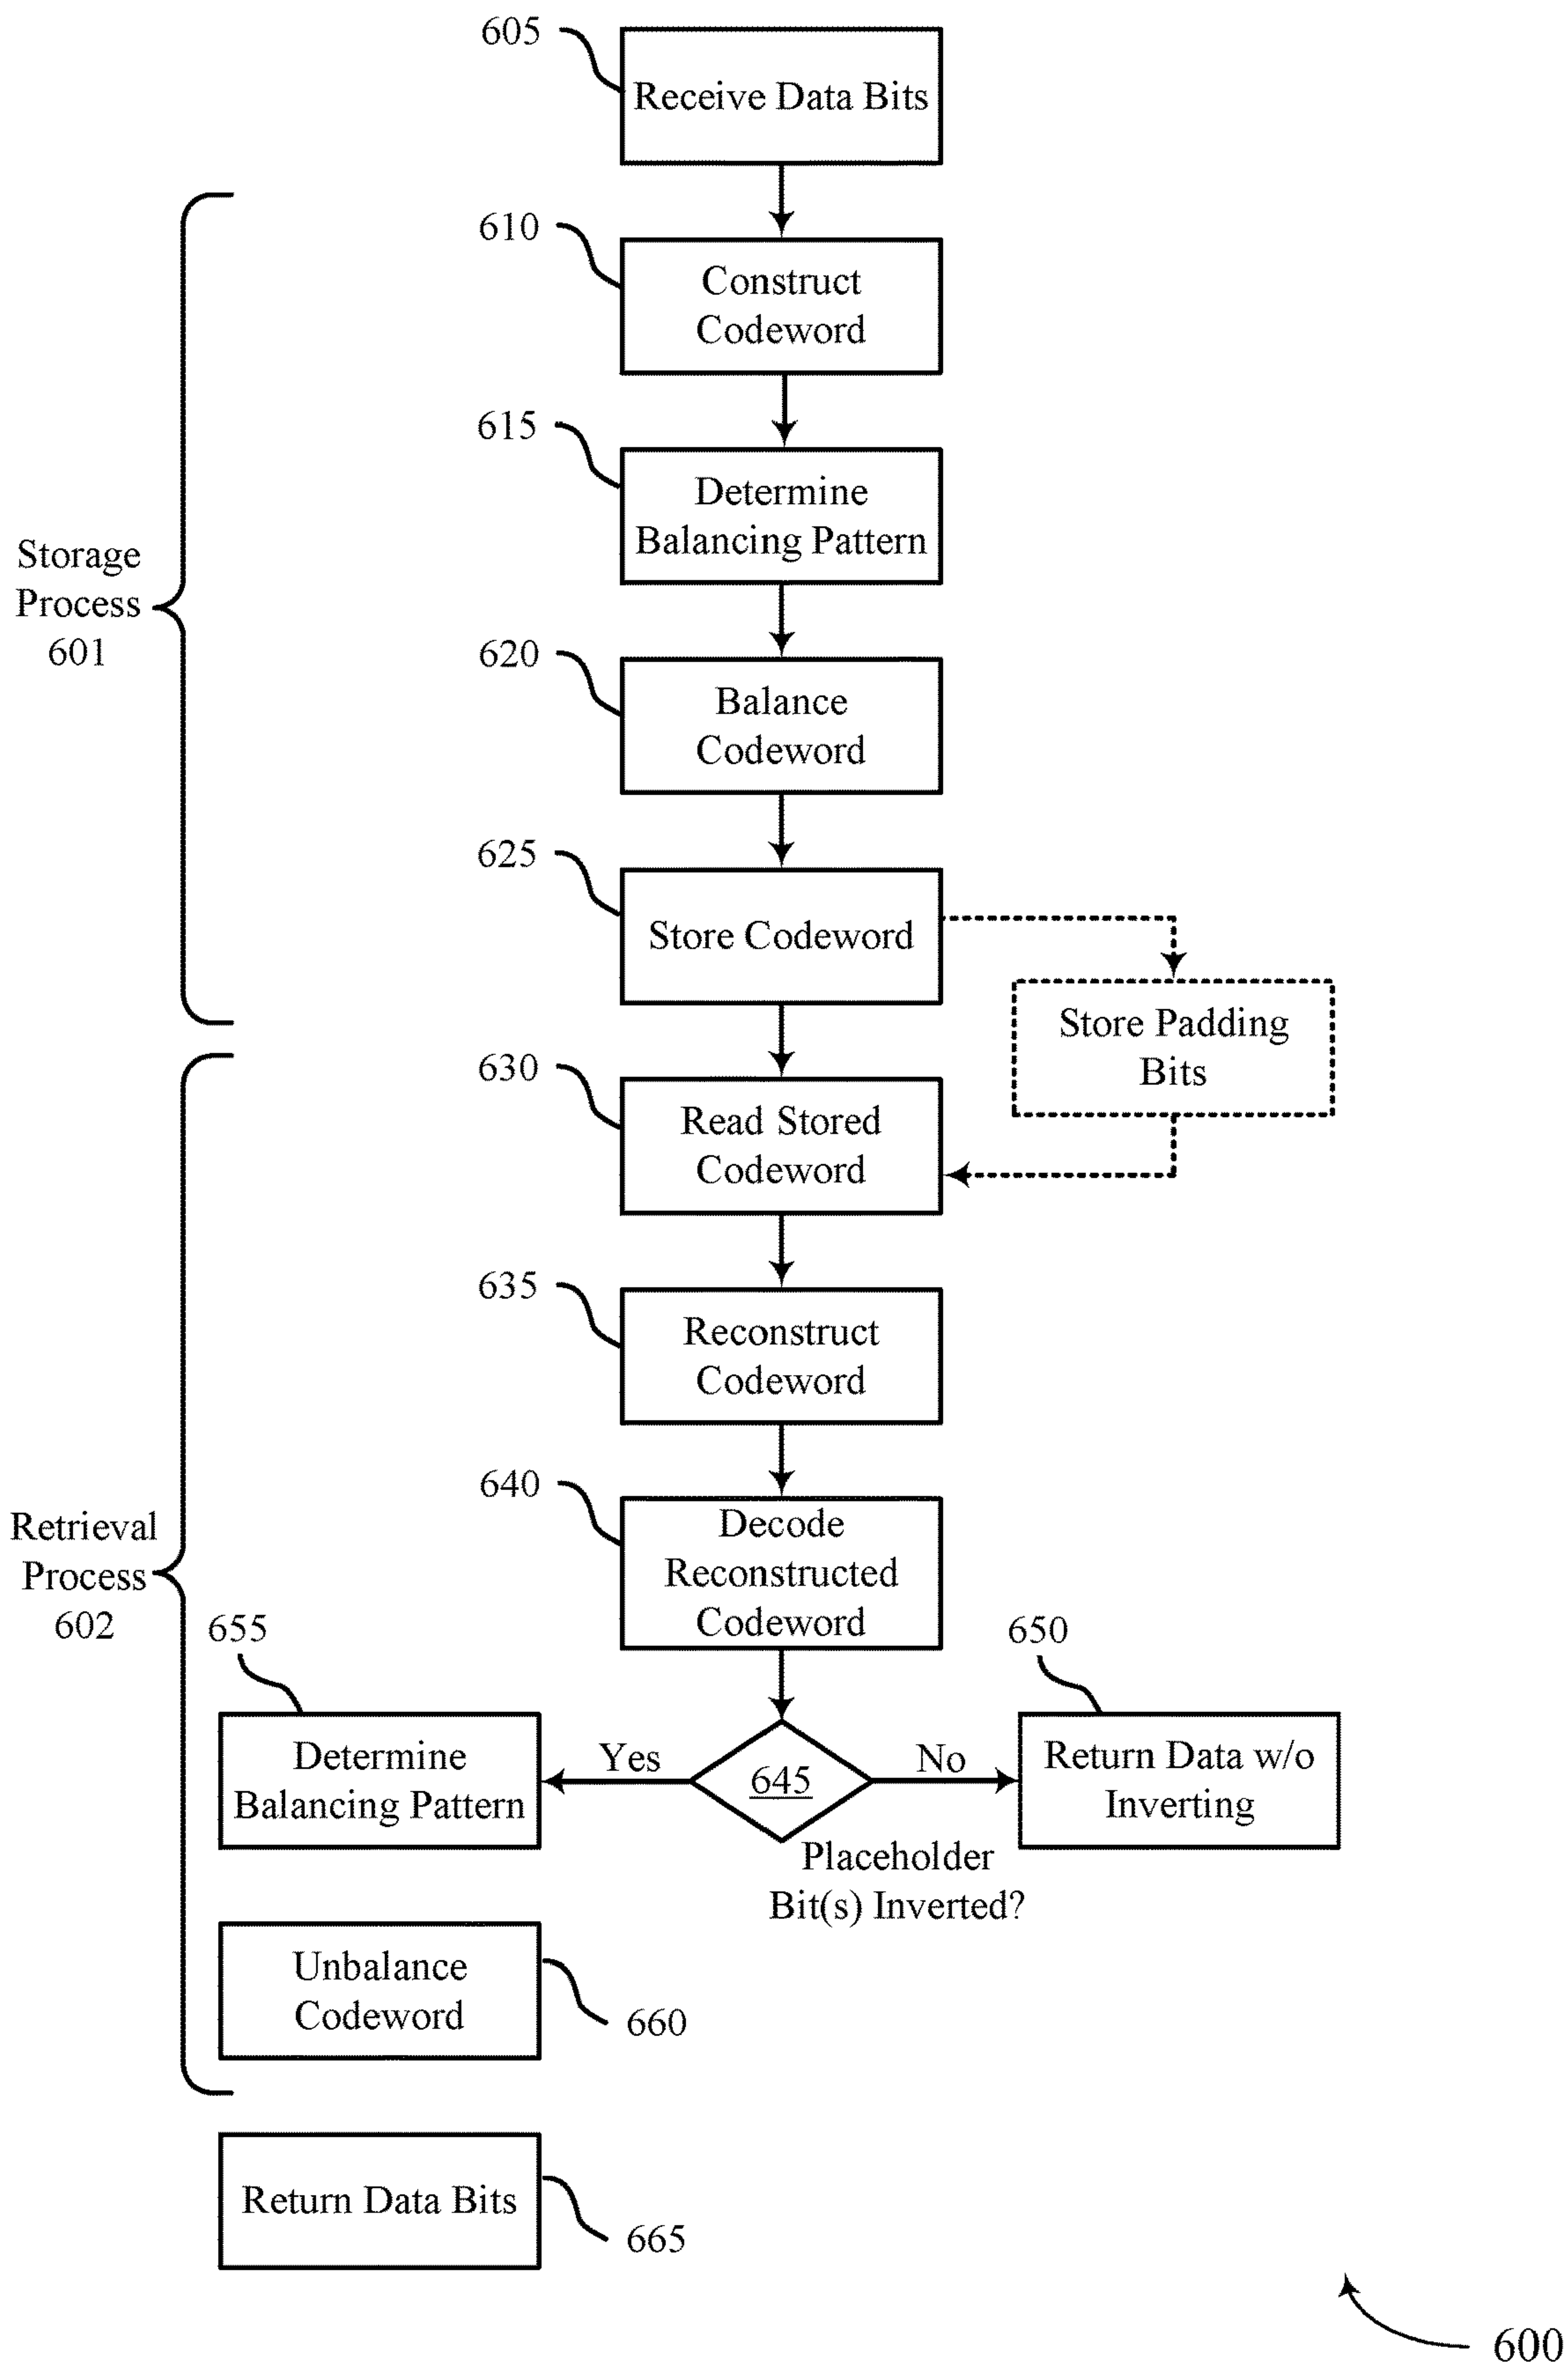 605
Receive Data Bits
610
Construct
Codeword
615
Determine
Balancing Pattern
Storage
Process
601
620
Balance
Codeword
625
Store Codeword
Store Padding
Bits
630
Read Stored
Codeword
635
Reconstruct
Codeword
640
Decode
Reconstructed
Codeword
Retrieval
Process
602
655
650
Determine
Balancing Pattern
Yes
645
No
Return Data w/o
Inverting
Placeholder
Bit(s) Inverted?
Unbalance
Codeword
660
Return Data Bits
665
600